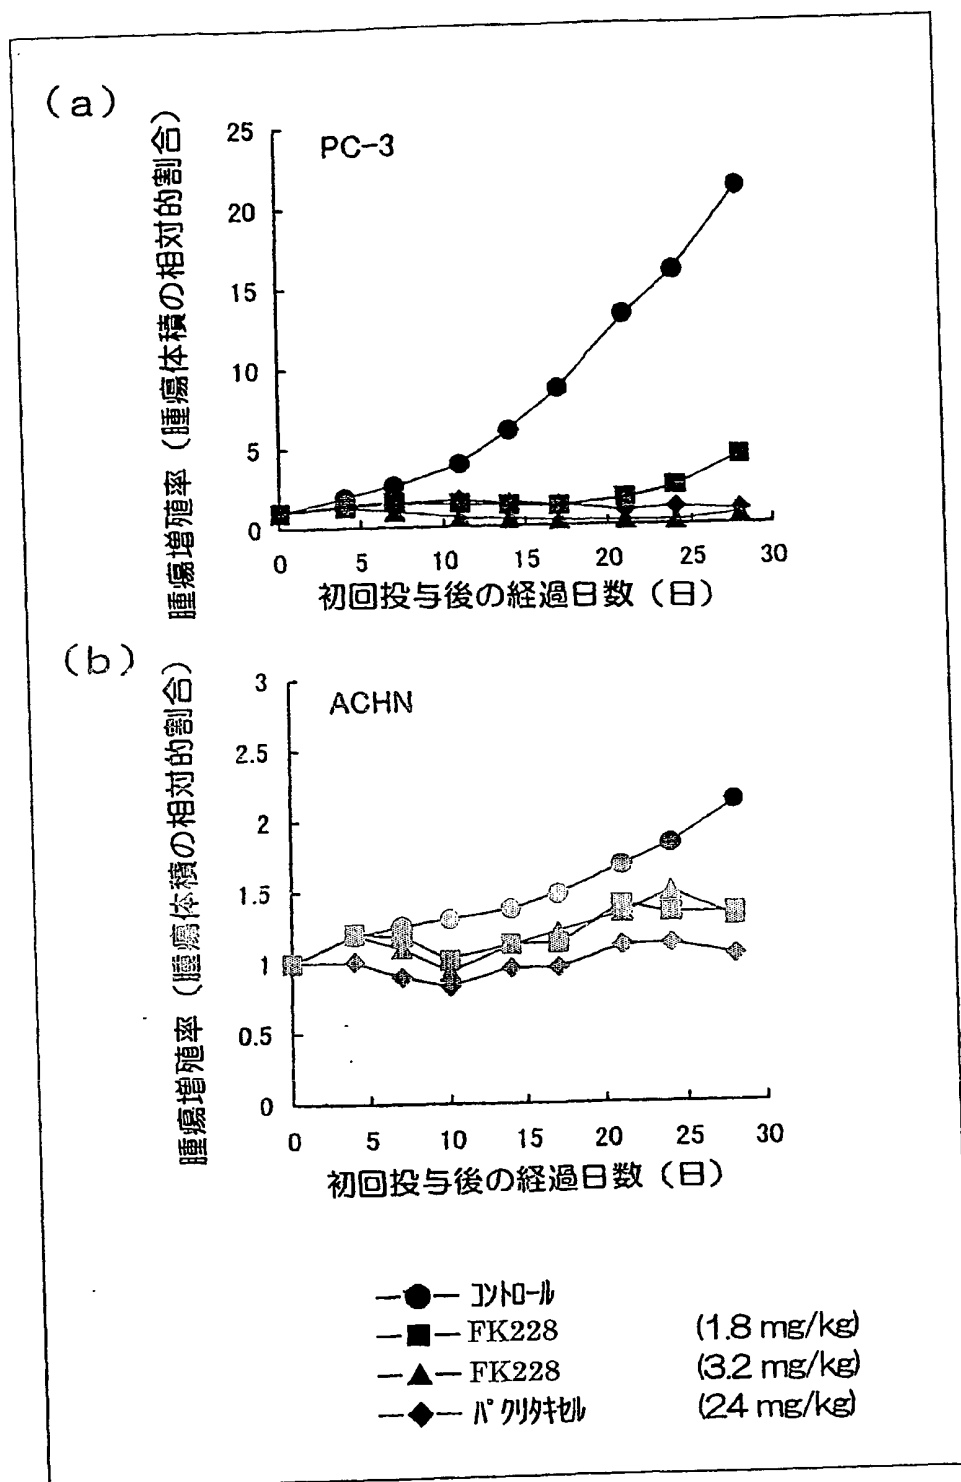 (a)
腫瘍増殖率（腫瘍体積の相対的割合）
PC-3
25
20
15
10
5
0
0 5 10 15 20 25 30
初回投与後の経過日数（日）
(b)
腫瘍増殖率（腫瘍体積の相対的割合）
ACHN
3
2.5
2
1.5
1
0.5
0
0 5 10 15 20 25 30
初回投与後の経過日数（日）
コントロール
FK228 (1.8 mg/kg)
FK228 (3.2 mg/kg)
パクリタキセル (24 mg/kg)